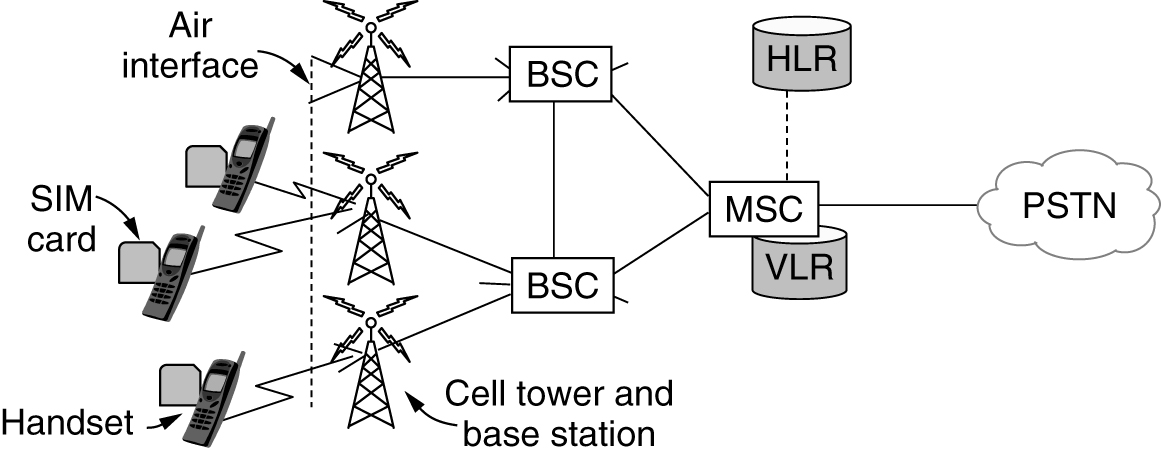 Air
interface
BSC
HLR
SIM
card
MSC
PSTN
VLR
BSC
Handset
Cell tower and
base station